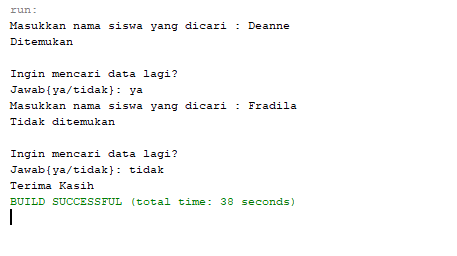 run:
Masukkan nama siswa yang dicari : Deanne
Ditemukan
Ingin mencari data lagi?
Jawab{ya/tidak}: ya
Masukkan nama siswa yang dicari : Fradila
Tidak ditemukan
Ingin mencari data lagi?
Jawab{ya/tidak}: tidak
Terima Kasih
BUILD SUCCESSFUL (total time: 38 seconds)